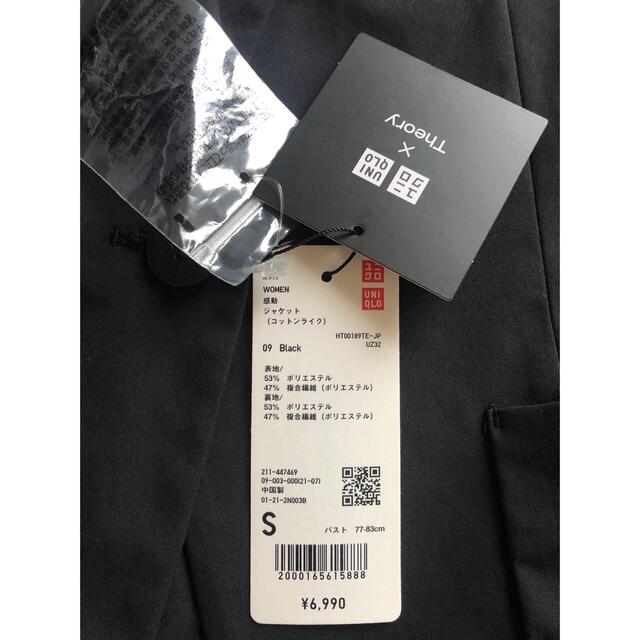 Theory
×
UNI
QLO
ユニ
クロ
ユニ
クロ
UNI
QLO
WOMEN
感動
ジャケット
(コットンライク)
HT00189TE-JP
09 Black
UZ32
表地/
53% ポリエステル
47% 複合繊維 (ポリエステル)
裏地/
53% ポリエステル
47% 複合繊維 (ポリエステル)
211-447469
09-003-000(21-07)
中国製
01-21-2N003B
S
バスト 77-83cm
2000165615888
¥6,990